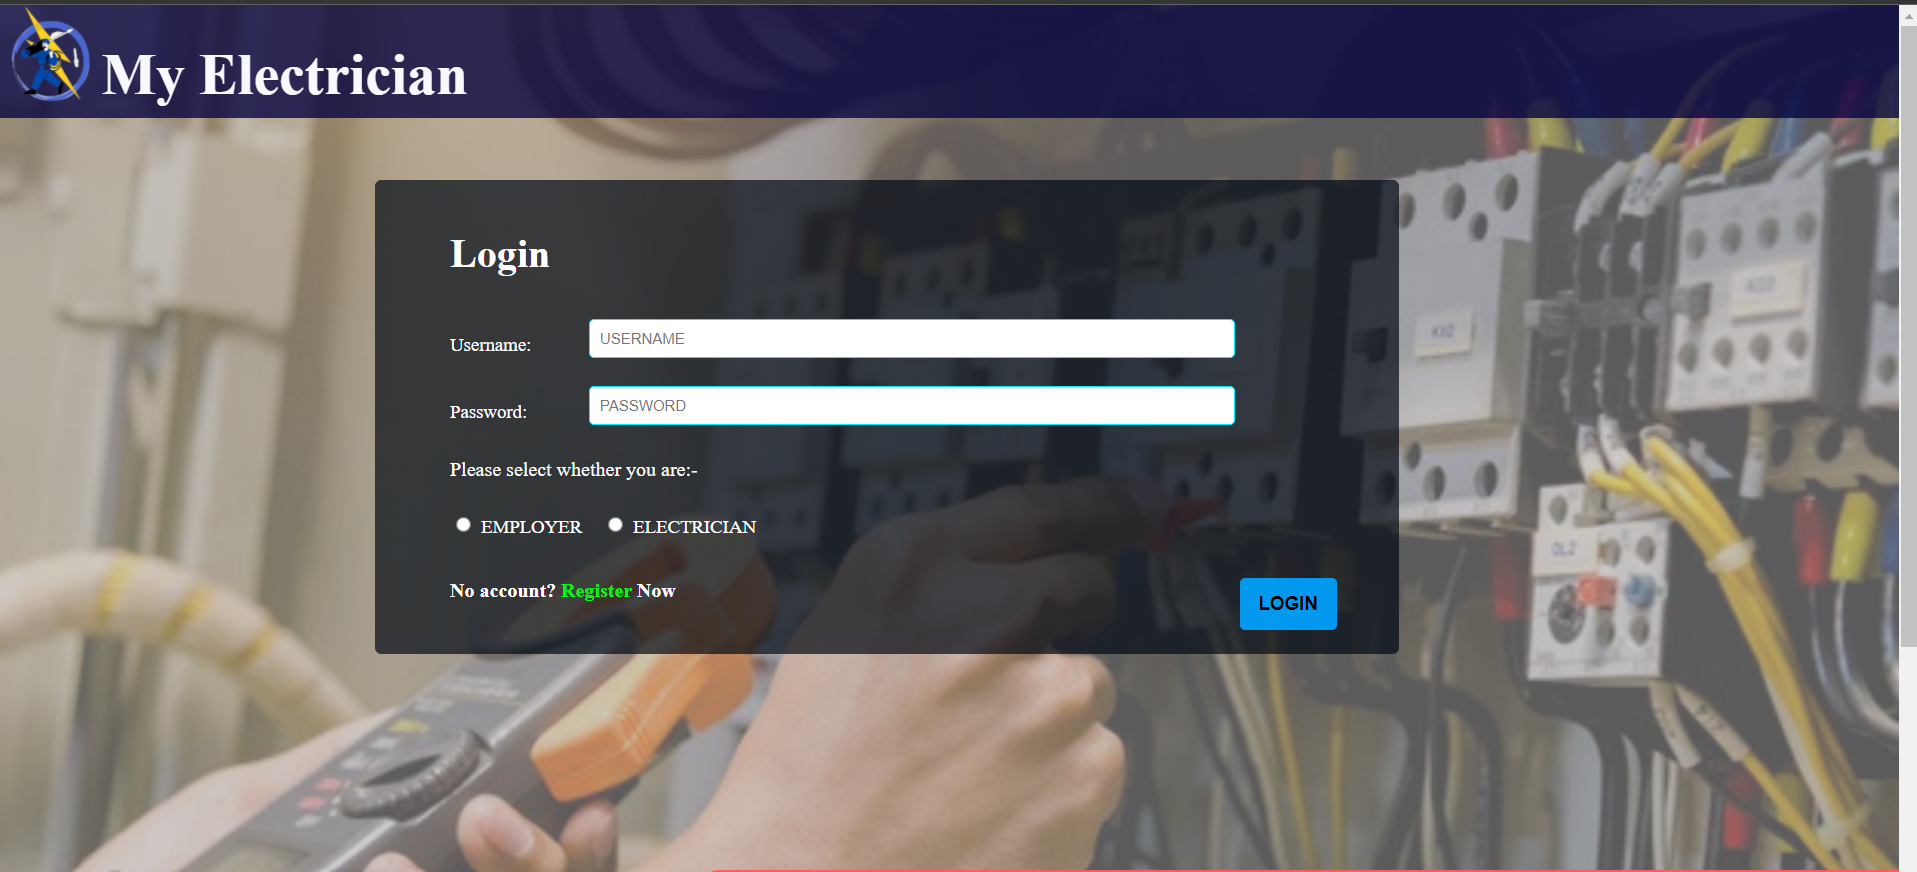 My Electrician
Login
Username: USERNAME
Password: PASSWORD
Please select whether you are:-
EMPLOYER ELECTRICIAN
No account? Register Now
LOGIN